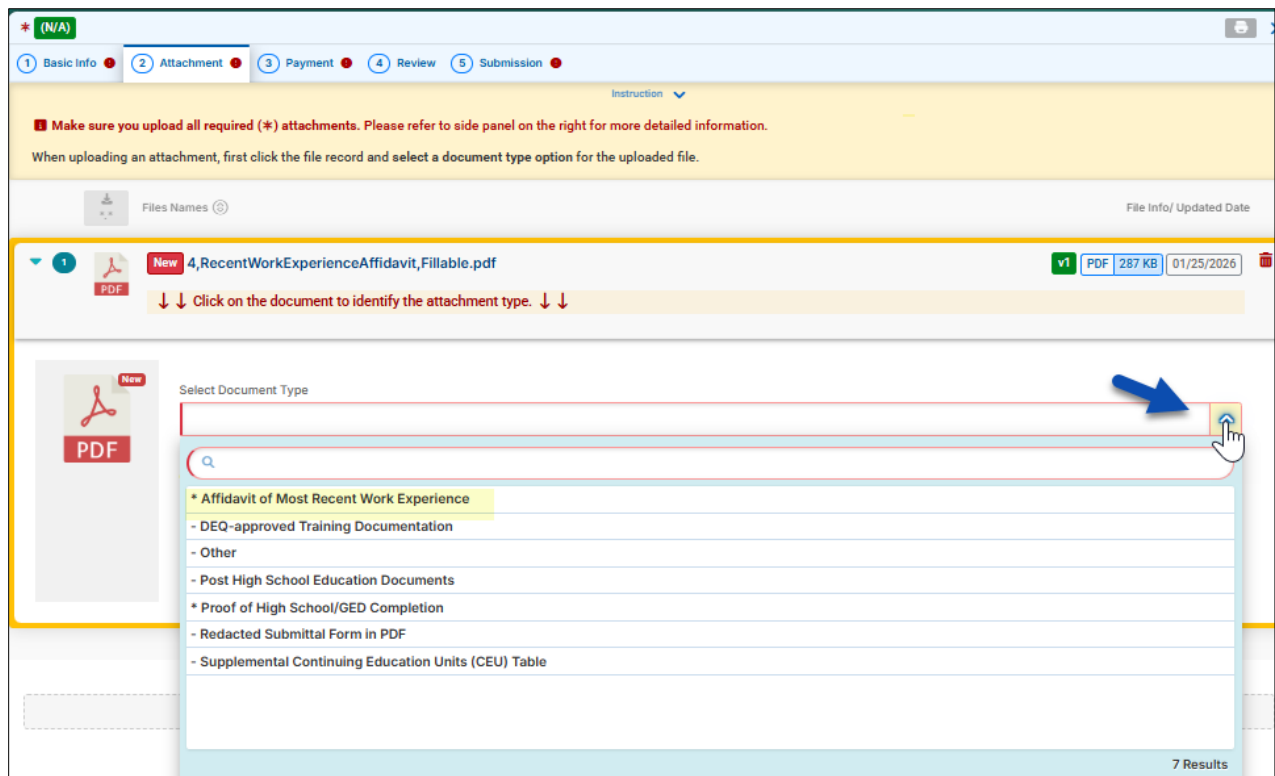 * (N/A)
1 Basic Info 2 Attachment 3 Payment 4 Review 5 Submission
Instruction
Make sure you upload all required (*) attachments. Please refer to side panel on the right for more detailed information.
When uploading an attachment, first click the file record and select a document type option for the uploaded file.
*.* Files Names File Info/ Updated Date
1 PDF New 4,RecentWorkExperienceAffidavit,Fillable.pdf v1 PDF 287 KB 01/25/2026
↓ ↓ Click on the document to identify the attachment type. ↓ ↓
New
PDF
Select Document Type
* Affidavit of Most Recent Work Experience
- DEQ-approved Training Documentation
- Other
- Post High School Education Documents
* Proof of High School/GED Completion
- Redacted Submittal Form in PDF
- Supplemental Continuing Education Units (CEU) Table
7 Results